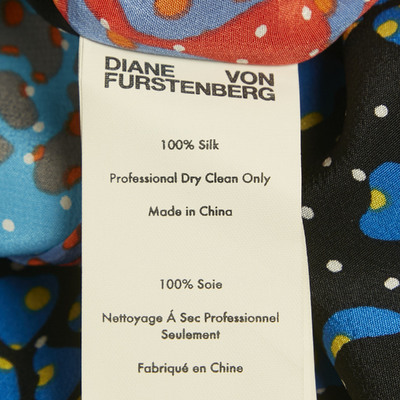 DIANE VON
FURSTENBERG
100% Silk
Professional Dry Clean Only
Made in China
100% Soie
Nettoyage Á Sec Professionnel
Seulement
Fabriqué en Chine